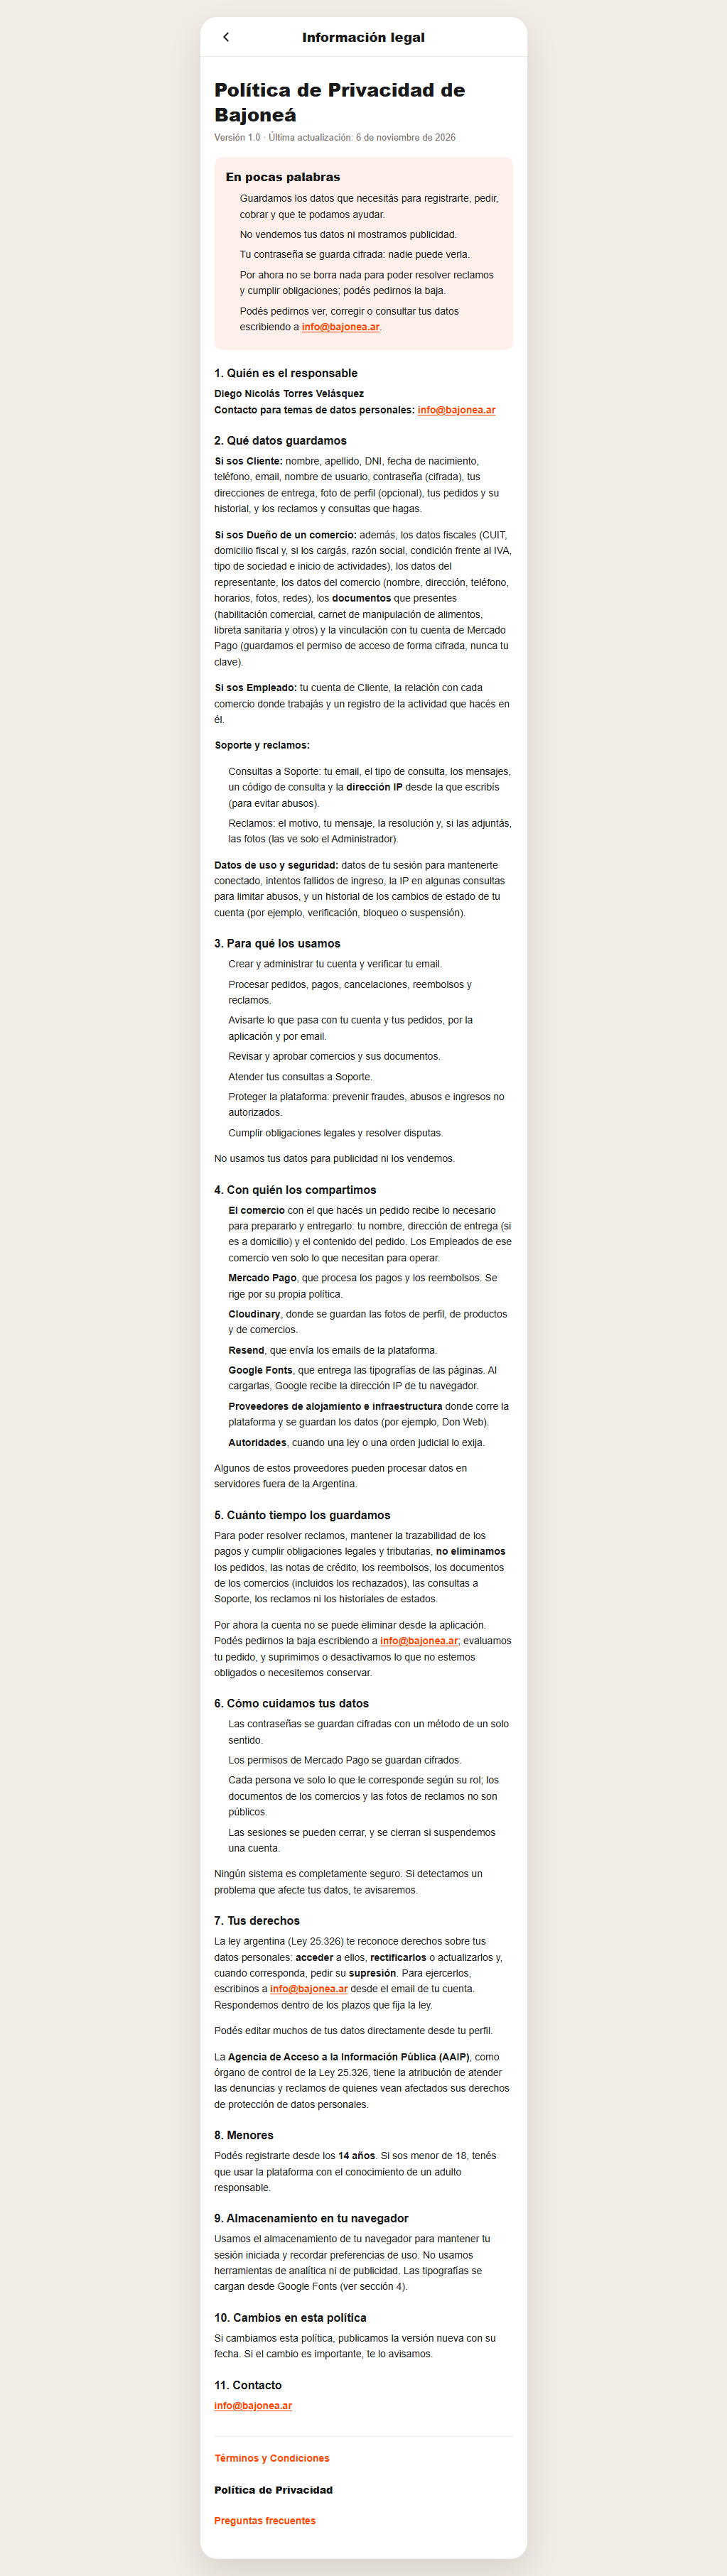 Información legal
Política de Privacidad de
Bajoneá
Versión 1.0 · Última actualización: 6 de noviembre de 2026
En pocas palabras
Guardamos los datos que necesitás para registrarte, pedir,
cobrar y que te podamos ayudar.
No vendemos tus datos ni mostramos publicidad.
Tu contraseña se guarda cifrada: nadie puede verla.
Por ahora no se borra nada para poder resolver reclamos
y cumplir obligaciones; podés pedirnos la baja.
Podés pedirnos ver, corregir o consultar tus datos
escribiendo a info@bajonea.ar.
1. Quién es el responsable
Diego Nicolás Torres Velásquez
Contacto para temas de datos personales: info@bajonea.ar
2. Qué datos guardamos
Si sos Cliente: nombre, apellido, DNI, fecha de nacimiento,
teléfono, email, nombre de usuario, contraseña (cifrada), tus
direcciones de entrega, foto de perfil (opcional), tus pedidos y su
historial, y los reclamos y consultas que hagas.
Si sos Dueño de un comercio: además, los datos fiscales (CUIT,
domicilio fiscal y, si los cargás, razón social, condición frente al IVA,
tipo de sociedad e inicio de actividades), los datos del
representante, los datos del comercio (nombre, dirección, teléfono,
horarios, fotos, redes), los documentos que presentes
(habilitación comercial, carnet de manipulación de alimentos,
libreta sanitaria y otros) y la vinculación con tu cuenta de Mercado
Pago (guardamos el permiso de acceso de forma cifrada, nunca tu
clave).
Si sos Empleado: tu cuenta de Cliente, la relación con cada
comercio donde trabajás y un registro de la actividad que hacés en
él.
Soporte y reclamos:
Consultas a Soporte: tu email, el tipo de consulta, los mensajes,
un código de consulta y la dirección IP desde la que escribís
(para evitar abusos).
Reclamos: el motivo, tu mensaje, la resolución y, si las adjuntás,
las fotos (las ve solo el Administrador).
Datos de uso y seguridad: datos de tu sesión para mantenerte
conectado, intentos fallidos de ingreso, la IP en algunas consultas
para limitar abusos, y un historial de los cambios de estado de tu
cuenta (por ejemplo, verificación, bloqueo o suspensión).
3. Para qué los usamos
Crear y administrar tu cuenta y verificar tu email.
Procesar pedidos, pagos, cancelaciones, reembolsos y
reclamos.
Avisarte lo que pasa con tu cuenta y tus pedidos, por la
aplicación y por email.
Revisar y aprobar comercios y sus documentos.
Atender tus consultas a Soporte.
Proteger la plataforma: prevenir fraudes, abusos e ingresos no
autorizados.
Cumplir obligaciones legales y resolver disputas.
No usamos tus datos para publicidad ni los vendemos.
4. Con quién los compartimos
El comercio con el que hacés un pedido recibe lo necesario
para prepararlo y entregarlo: tu nombre, dirección de entrega (si
es a domicilio) y el contenido del pedido. Los Empleados de ese
comercio ven solo lo que necesitan para operar.
Mercado Pago, que procesa los pagos y los reembolsos. Se
rige por su propia política.
Cloudinary, donde se guardan las fotos de perfil, de productos
y de comercios.
Resend, que envía los emails de la plataforma.
Google Fonts, que entrega las tipografías de las páginas. Al
cargarlas, Google recibe la dirección IP de tu navegador.
Proveedores de alojamiento e infraestructura donde corre la
plataforma y se guardan los datos (por ejemplo, Don Web).
Autoridades, cuando una ley o una orden judicial lo exija.
Algunos de estos proveedores pueden procesar datos en
servidores fuera de la Argentina.
5. Cuánto tiempo los guardamos
Para poder resolver reclamos, mantener la trazabilidad de los
pagos y cumplir obligaciones legales y tributarias, no eliminamos
los pedidos, las notas de crédito, los reembolsos, los documentos
de los comercios (incluidos los rechazados), las consultas a
Soporte, los reclamos ni los historiales de estados.
Por ahora la cuenta no se puede eliminar desde la aplicación.
Podés pedirnos la baja escribiendo a info@bajonea.ar; evaluamos
tu pedido, y suprimimos o desactivamos lo que no estemos
obligados o necesitemos conservar.
6. Cómo cuidamos tus datos
Las contraseñas se guardan cifradas con un método de un solo
sentido.
Los permisos de Mercado Pago se guardan cifrados.
Cada persona ve solo lo que le corresponde según su rol; los
documentos de los comercios y las fotos de reclamos no son
públicos.
Las sesiones se pueden cerrar, y se cierran si suspendemos
una cuenta.
Ningún sistema es completamente seguro. Si detectamos un
problema que afecte tus datos, te avisaremos.
7. Tus derechos
La ley argentina (Ley 25.326) te reconoce derechos sobre tus
datos personales: acceder a ellos, rectificarlos o actualizarlos y,
cuando corresponda, pedir su supresión. Para ejercerlos,
escribinos a info@bajonea.ar desde el email de tu cuenta.
Respondemos dentro de los plazos que fija la ley.
Podés editar muchos de tus datos directamente desde tu perfil.
La Agencia de Acceso a la Información Pública (AAIP), como
órgano de control de la Ley 25.326, tiene la atribución de atender
las denuncias y reclamos de quienes vean afectados sus derechos
de protección de datos personales.
8. Menores
Podés registrarte desde los 14 años. Si sos menor de 18, tenés
que usar la plataforma con el conocimiento de un adulto
responsable.
9. Almacenamiento en tu navegador
Usamos el almacenamiento de tu navegador para mantener tu
sesión iniciada y recordar preferencias de uso. No usamos
herramientas de analítica ni de publicidad. Las tipografías se
cargan desde Google Fonts (ver sección 4).
10. Cambios en esta política
Si cambiamos esta política, publicamos la versión nueva con su
fecha. Si el cambio es importante, te lo avisamos.
11. Contacto
info@bajonea.ar
Términos y Condiciones
Política de Privacidad
Preguntas frecuentes